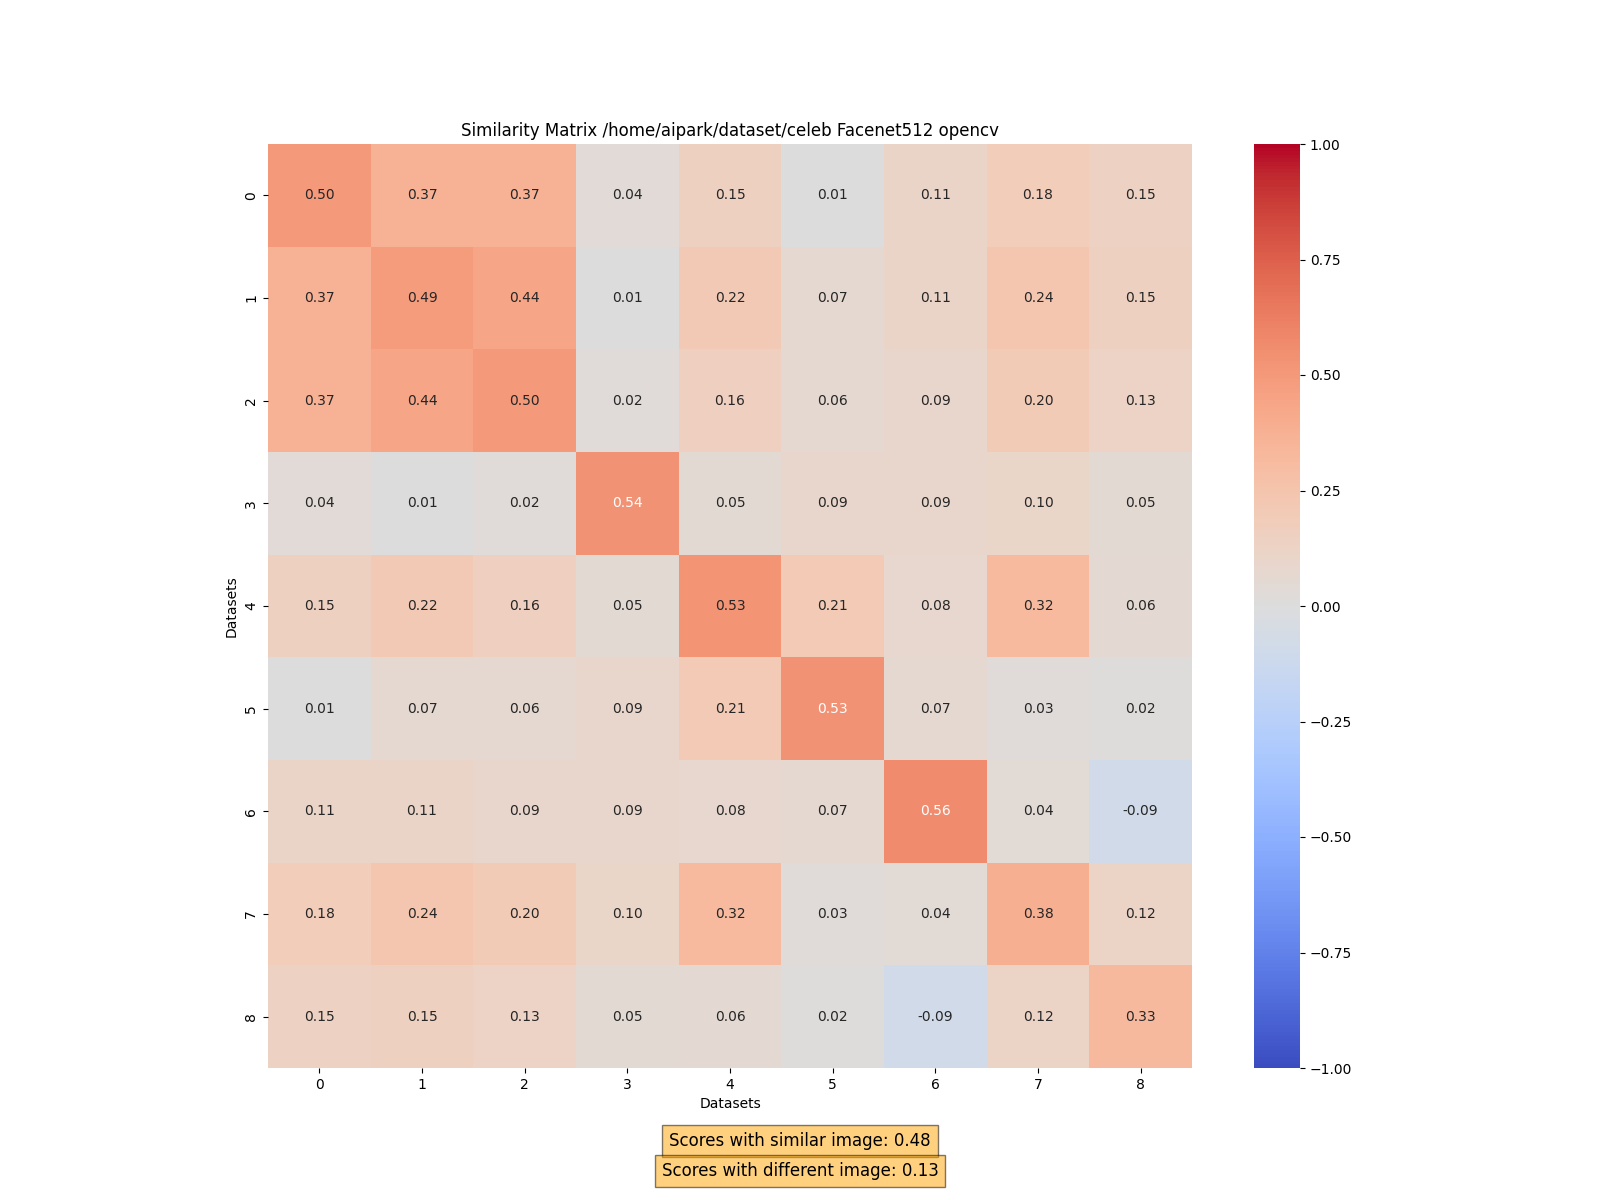 Similarity Matrix /home/aipark/dataset/celeb Facenet512 opencv
0 0.50 0.37 0.37 0.04 0.15 0.01 0.11 0.18 0.15
1 0.37 0.49 0.44 0.01 0.22 0.07 0.11 0.24 0.15
2 0.37 0.44 0.50 0.02 0.16 0.06 0.09 0.20 0.13
3 0.04 0.01 0.02 0.54 0.05 0.09 0.09 0.10 0.05
Datasets
4 0.15 0.22 0.16 0.05 0.53 0.21 0.08 0.32 0.06
5 0.01 0.07 0.06 0.09 0.21 0.53 0.07 0.03 0.02
6 0.11 0.11 0.09 0.09 0.08 0.07 0.56 0.04 -0.09
7 0.18 0.24 0.20 0.10 0.32 0.03 0.04 0.38 0.12
8 0.15 0.15 0.13 0.05 0.06 0.02 -0.09 0.12 0.33
0 1 2 3 4 5 6 7 8
Datasets
1.00
0.75
0.50
0.25
0.00
−0.25
−0.50
−0.75
−1.00
Scores with similar image: 0.48
Scores with different image: 0.13